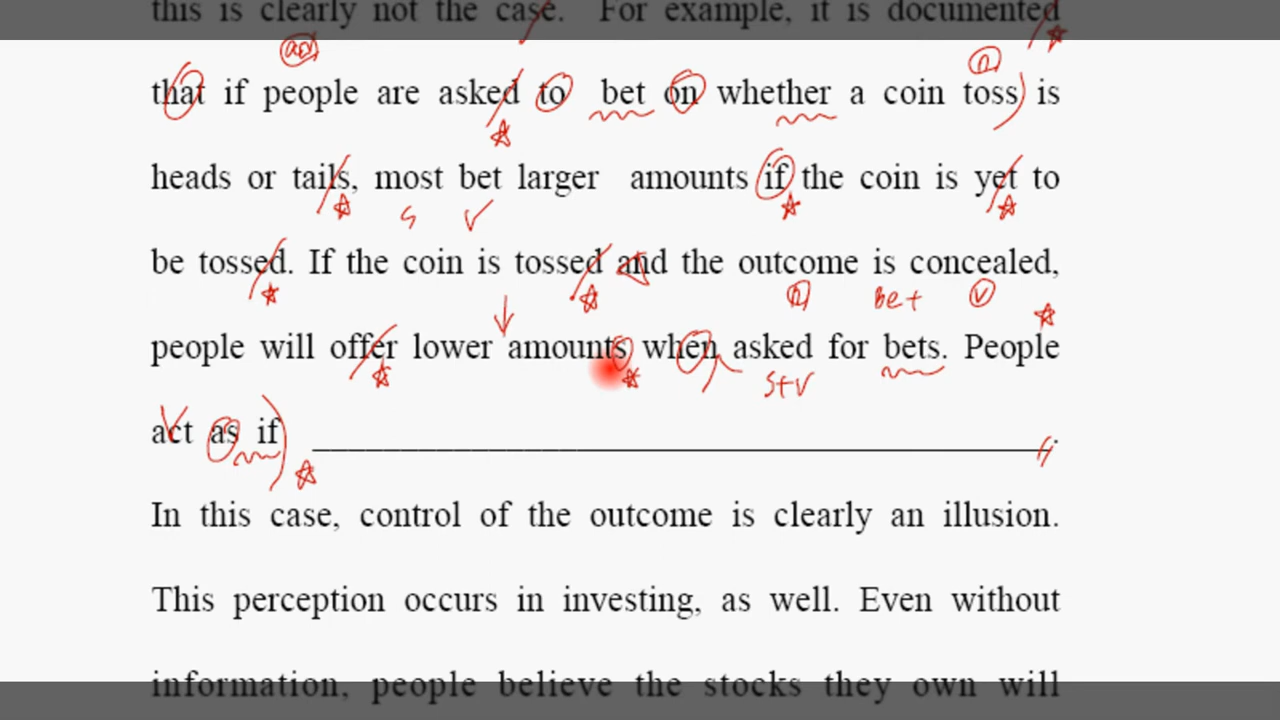 this is clearly not the case. For example, it is documented
that if people are asked to bet on whether a coin toss is
heads or tails, most bet larger amounts if the coin is yet to
s v
be tossed. If the coin is tossed and the outcome is concealed,
n be+ v
people will offer lower amounts when asked for bets. People
s+v
act as if ______________________________.
In this case, control of the outcome is clearly an illusion.
This perception occurs in investing, as well. Even without
information, people believe the stocks they own will